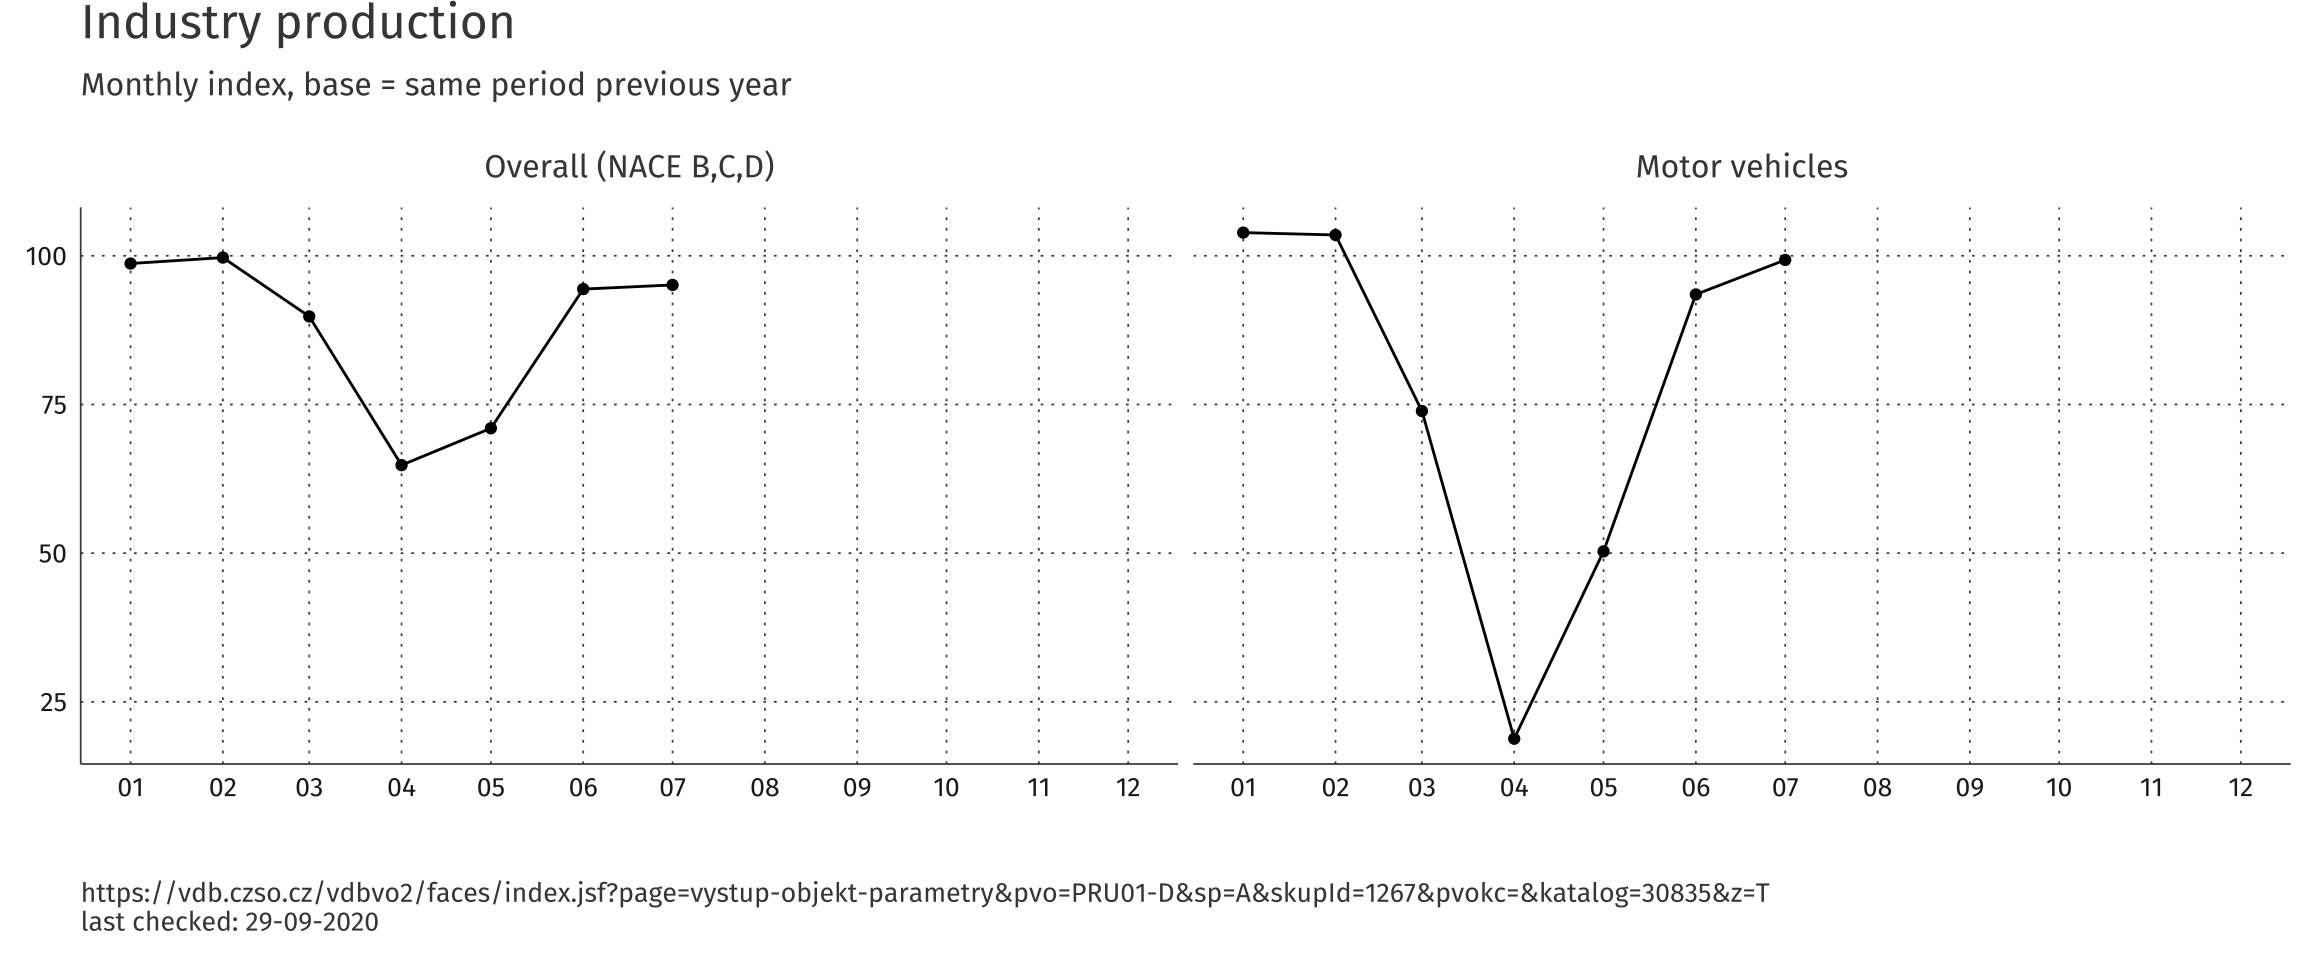 Industry production
Monthly index, base = same period previous year
Overall (NACE B,C,D)
Motor vehicles
100
75
50
25
01 02 03 04 05 06 07 08 09 10 11 12
01 02 03 04 05 06 07 08 09 10 11 12
https://vdb.czso.cz/vdbvo2/faces/index.jsf?page=vystup-objekt-parametry&pvo=PRU01-D&sp=A&skupId=1267&pvokc=&katalog=30835&z=T
last checked: 29-09-2020